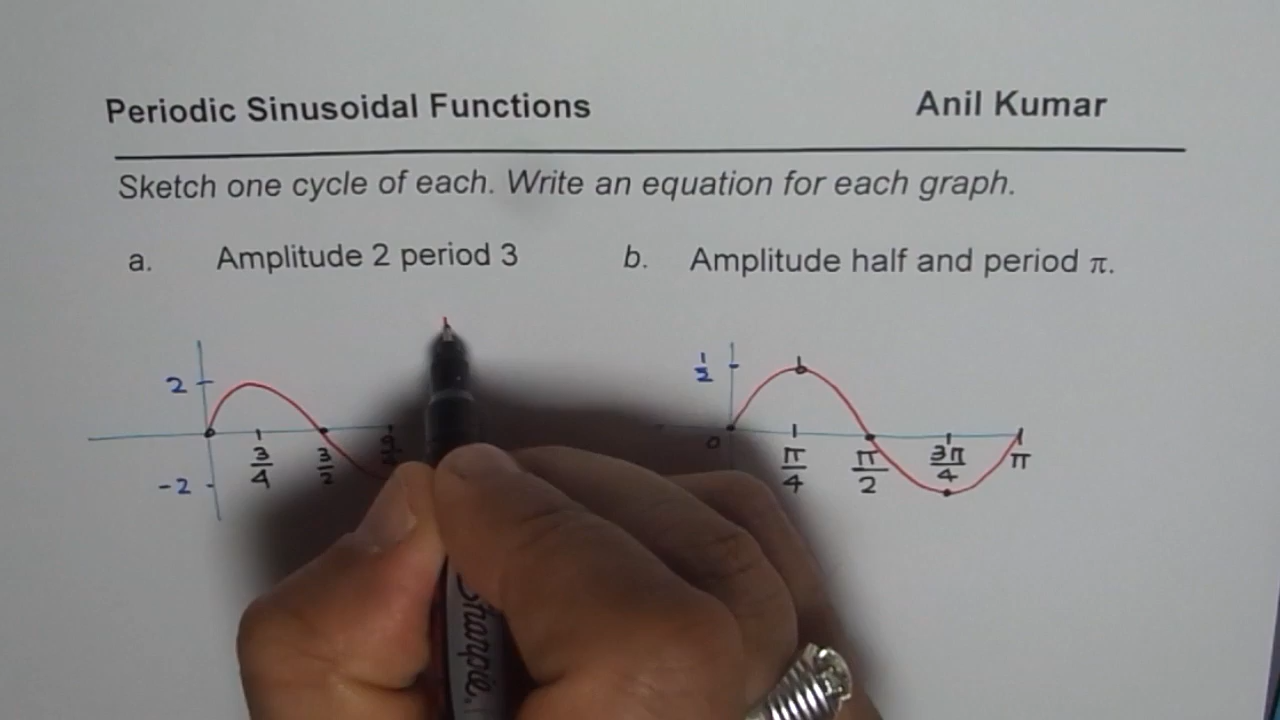 Periodic Sinusoidal Functions Anil Kumar
Sketch one cycle of each. Write an equation for each graph.
a. Amplitude 2 period 3
b. Amplitude half and period π.
2
-2
3/4
3/2
1/2
0
π/4
π/2
3π/4
π
Sharpie.